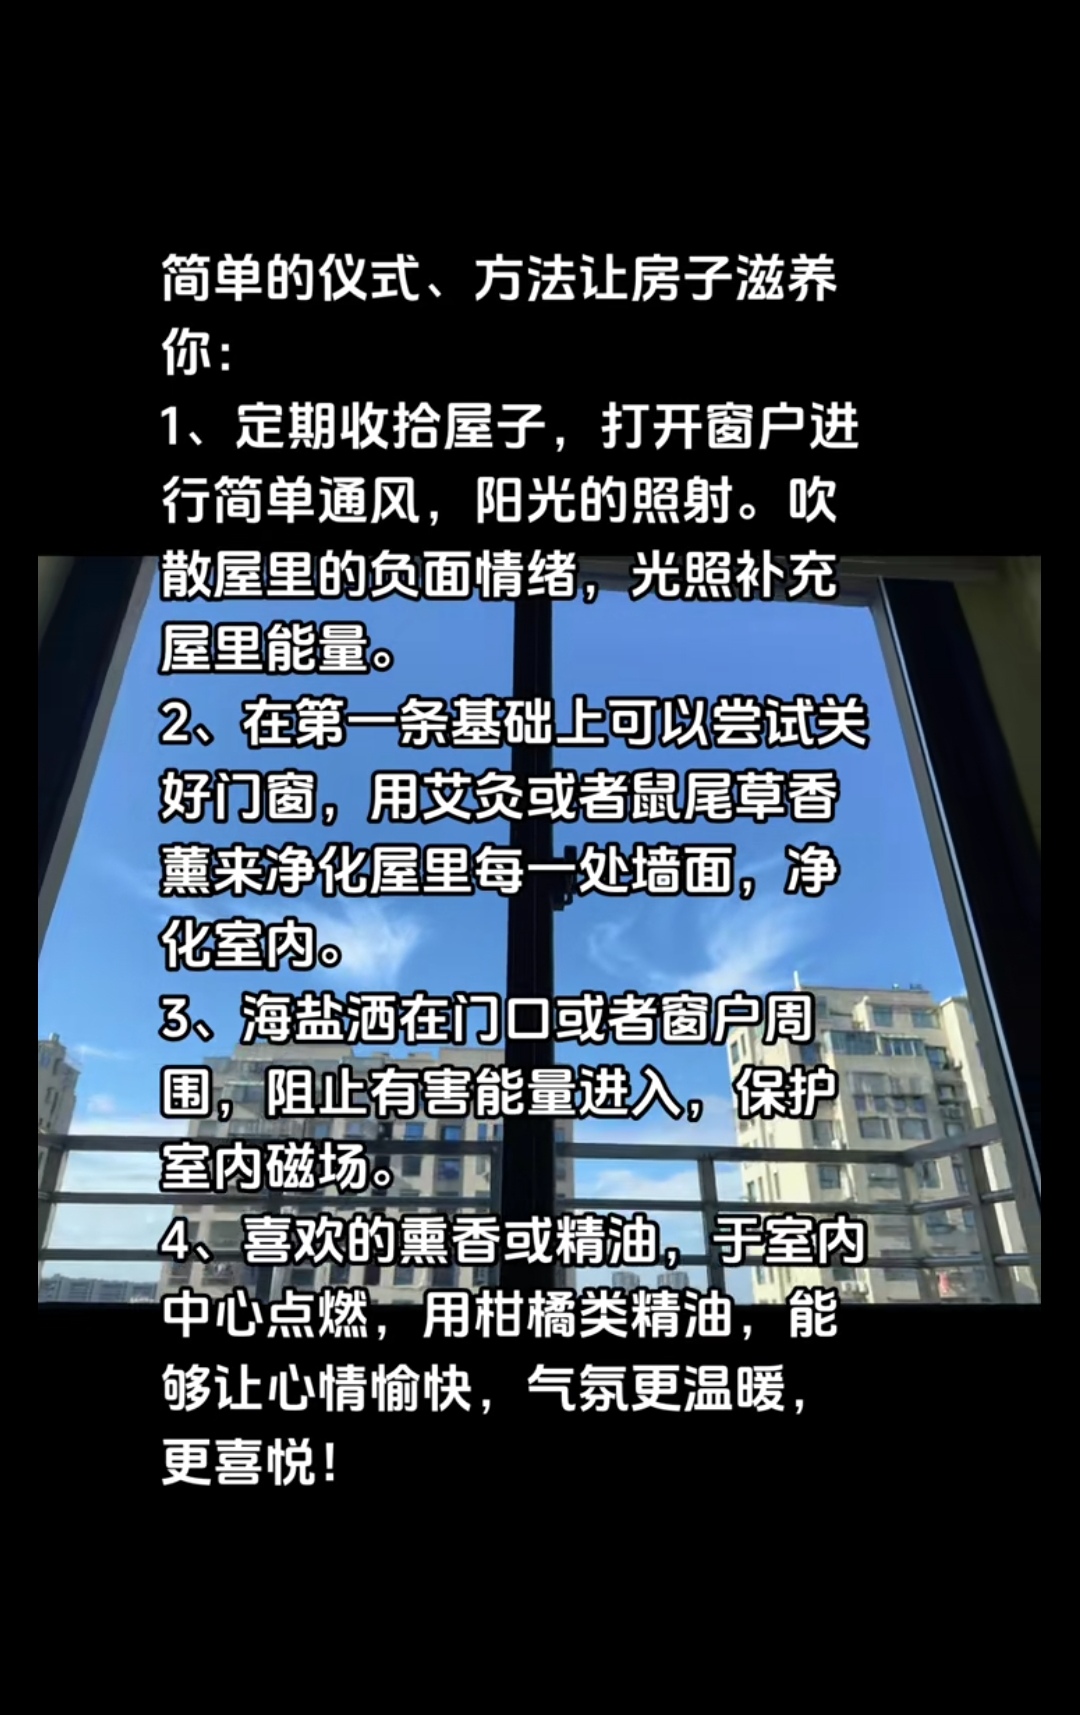 简单的仪式、方法让房子滋养
你：
1、定期收拾屋子，打开窗户进
行简单通风，阳光的照射。吹
散屋里的负面情绪，光照补充
屋里能量。
2、在第一条基础上可以尝试关
好门窗，用艾灸或者鼠尾草香
薰来净化屋里每一处墙面，净
化室内。
3、海盐洒在门口或者窗户周
围，阻止有害能量进入，保护
室内磁场。
4、喜欢的熏香或精油，于室内
中心点燃，用柑橘类精油，能
够让心情愉快，气氛更温暖，
更喜悦！